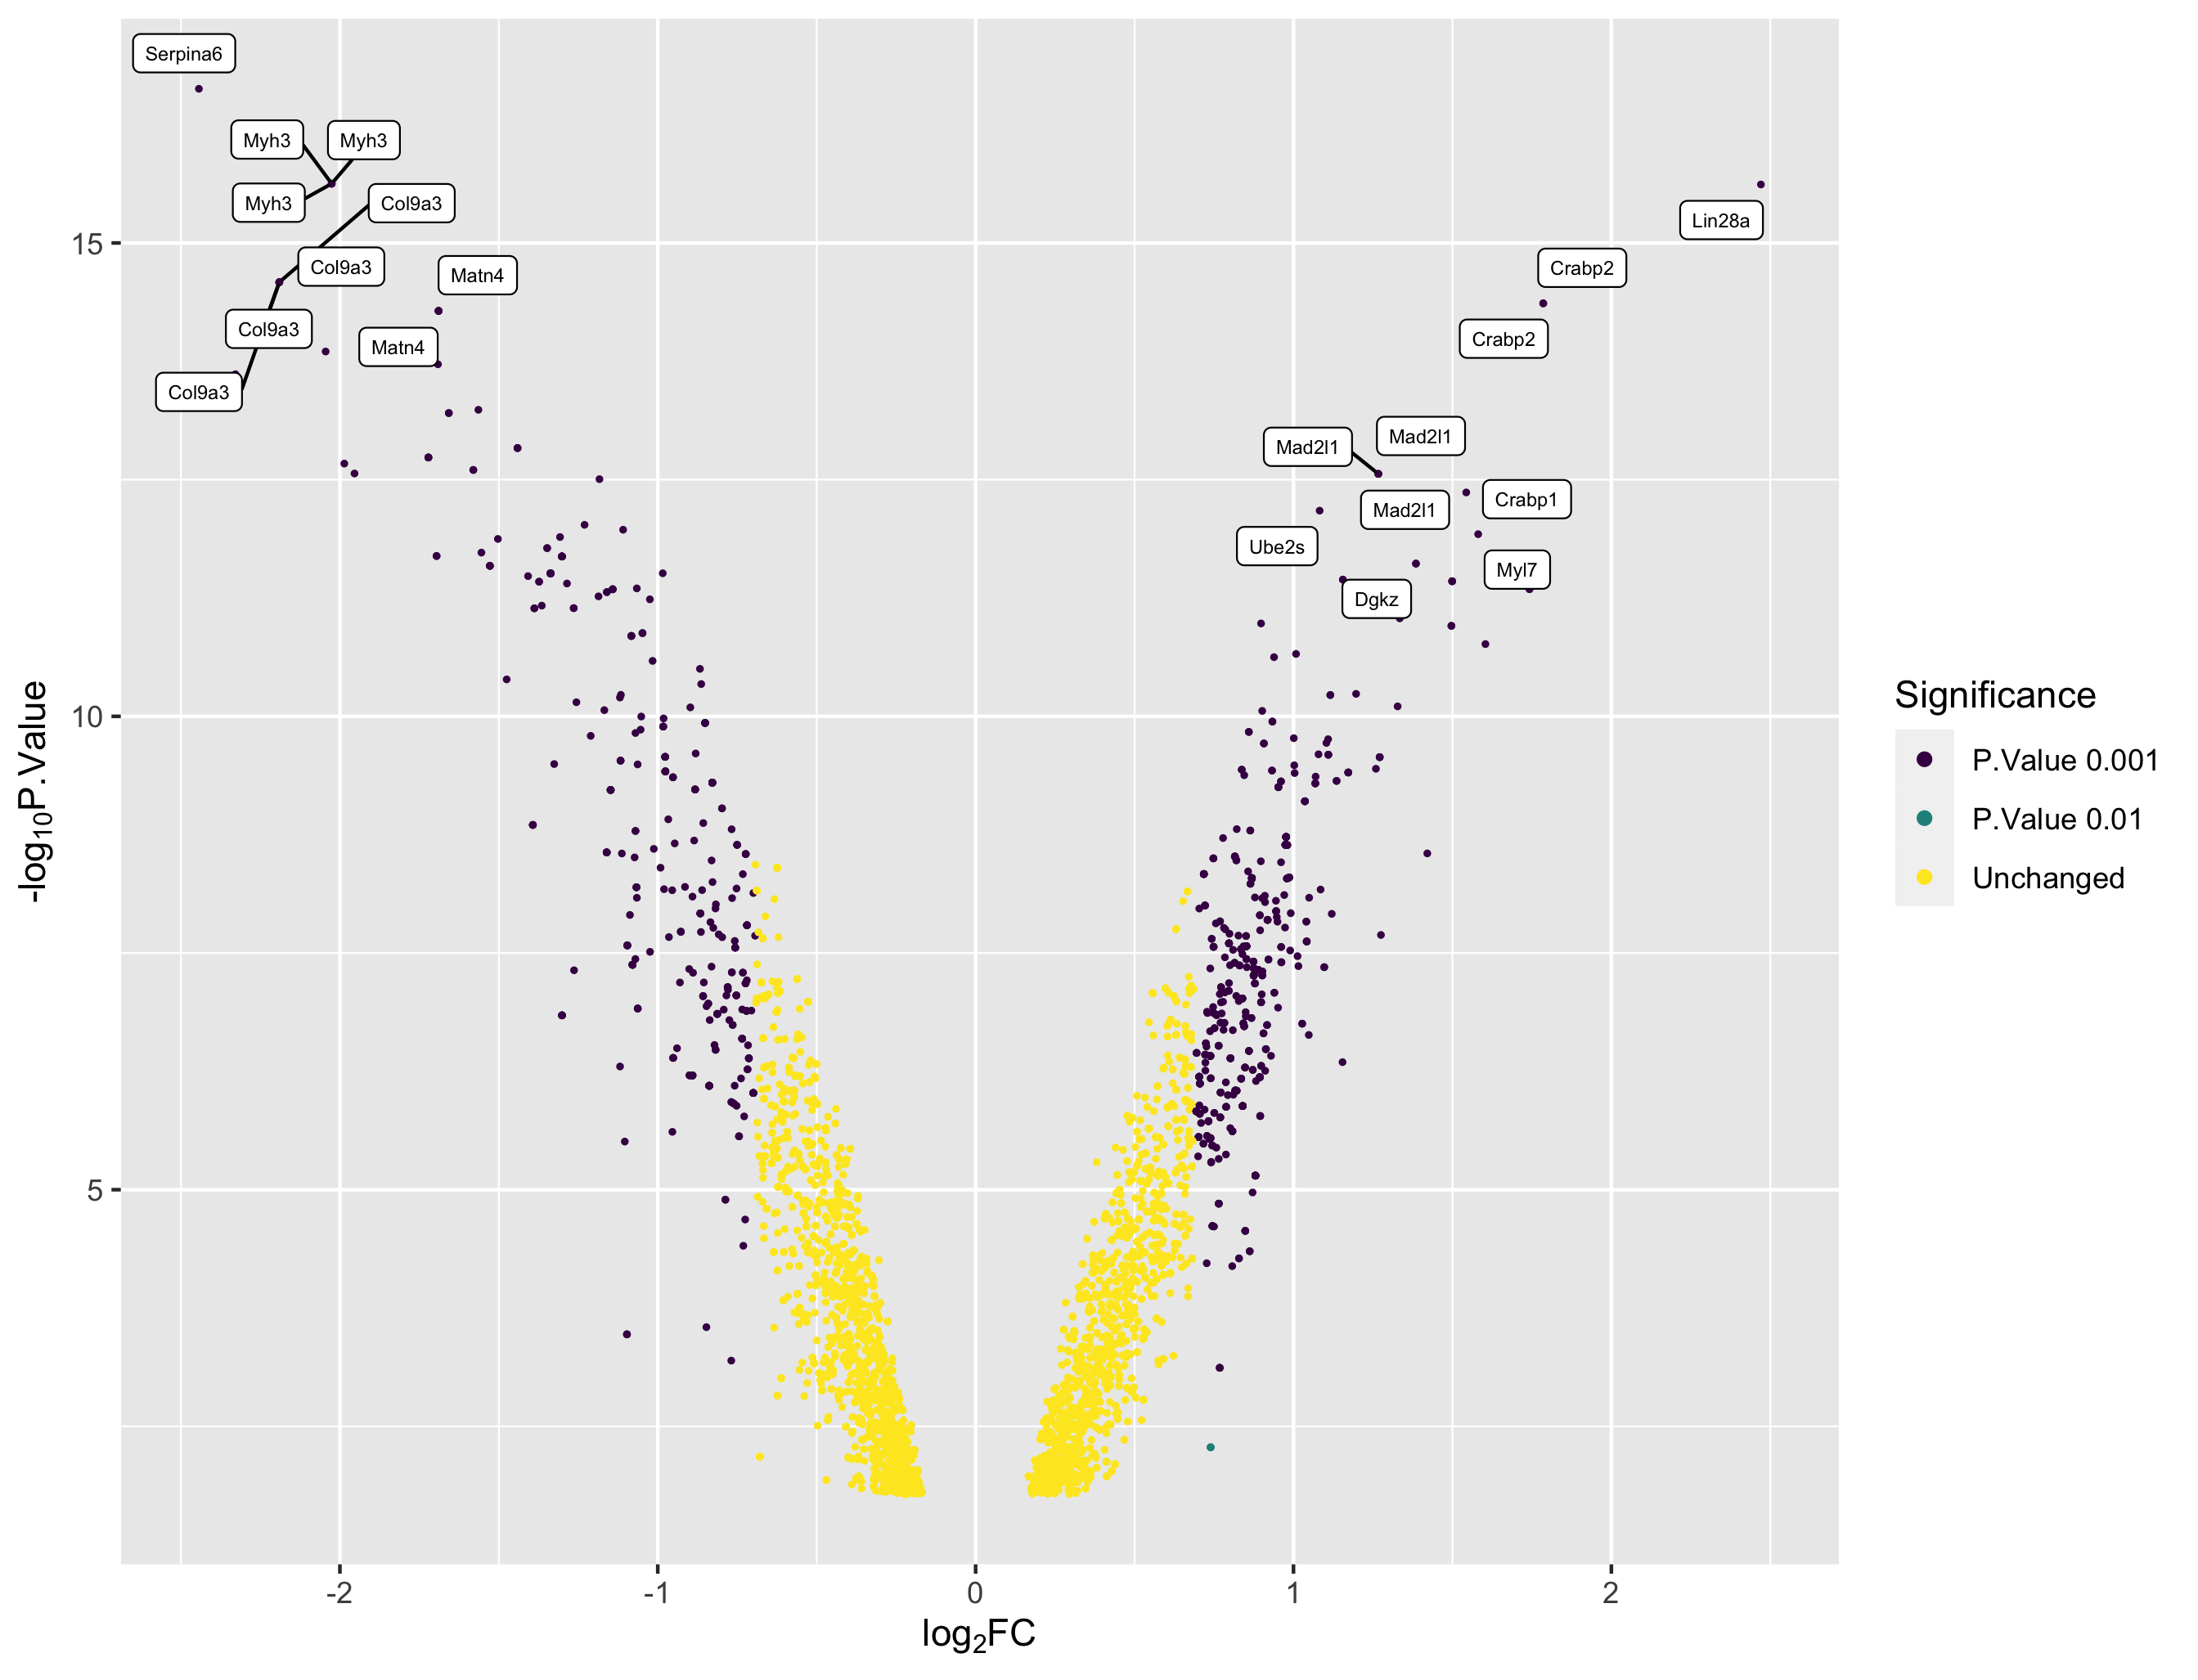 Serpina6
Myh3
Myh3
Myh3
Col9a3
Col9a3
Matn4
Col9a3
Matn4
Col9a3
Lin28a
Crabp2
Crabp2
Mad2l1
Mad2l1
Crabp1
Mad2l1
Ube2s
Myl7
Dgkz
15
10
5
-log10P.Value
-2
-1
0
1
2
log2FC
Significance
P.Value 0.001
P.Value 0.01
Unchanged